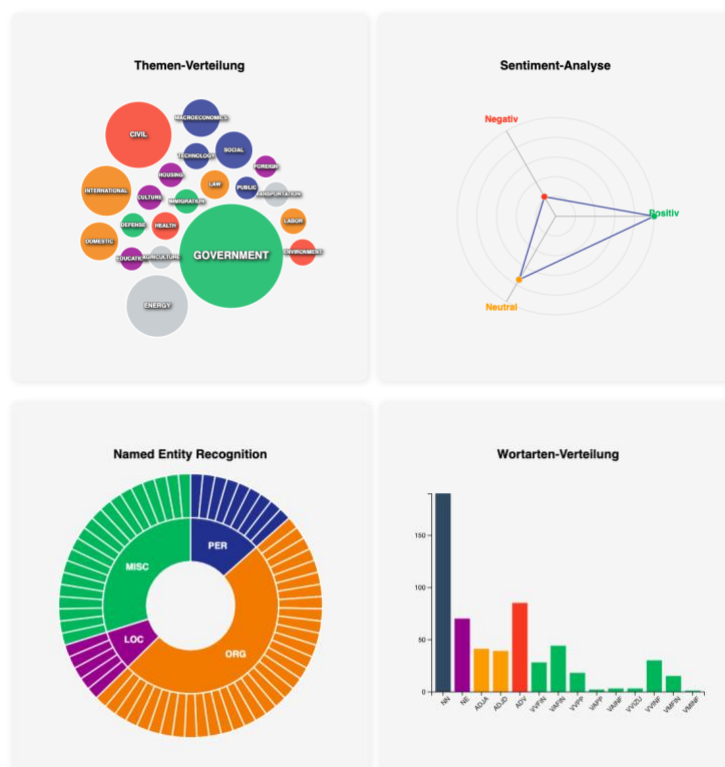 Themen-Verteilung
MACROECONOMICS
CIVIL
TECHNOLOGY
SOCIAL
FOREIGN
HOUSING
INTERNATIONAL
LAW
PUBLIC
CULTURE
IMMIGRATION
DEFENSE
HEALTH
LABOR
DOMESTIC
GOVERNMENT
ENVIRONMENT
AGRICULTURE
ENERGY
Sentiment-Analyse
Negativ
Positiv
Neutral
Named Entity Recognition
PER
MISC
LOC
ORG
Wortarten-Verteilung
150
100
50
0
NN NE ADJA ADJD ADV VVFIN VAFIN VVPP VAPP VAINF VVIZU VVINF VMFIN VMINF